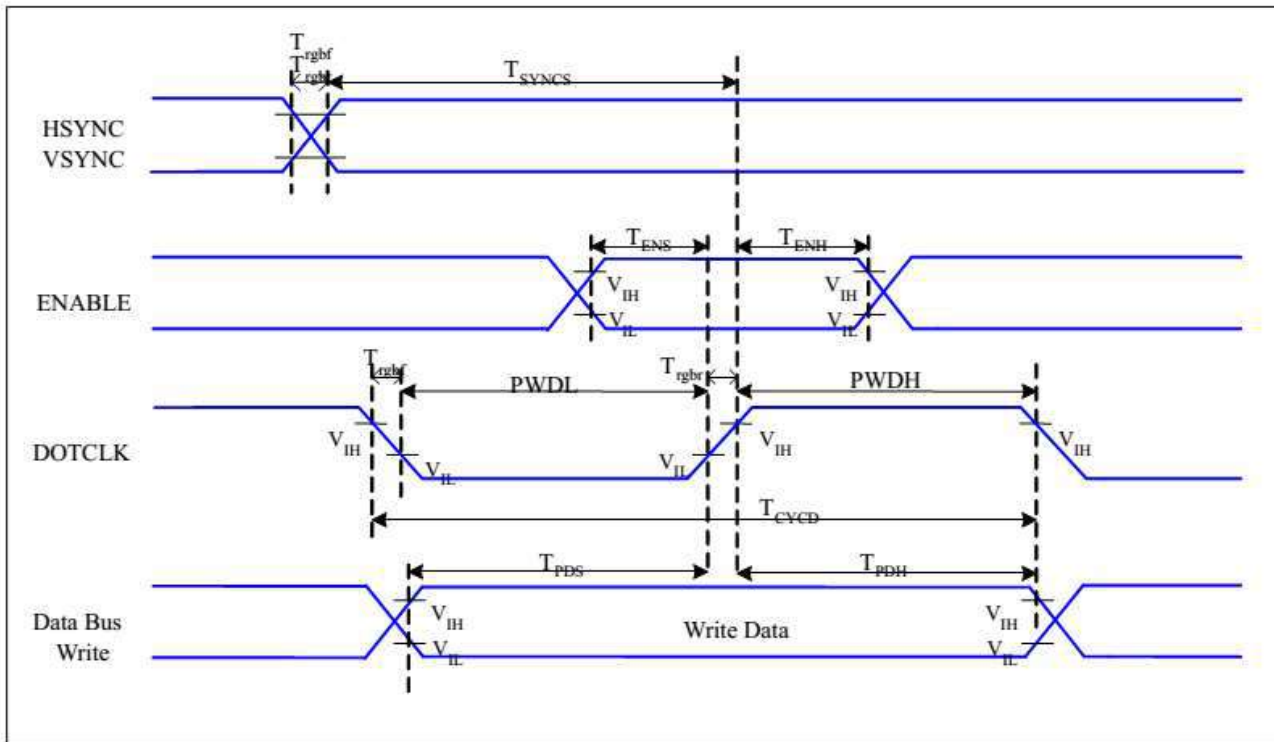 Trgbf
Trgbr
TSYNCS
HSYNC
VSYNC
TENS
TENH
VIH
VIH
ENABLE
VIL
VIL
Trgbf
PWDL
Trgbr
PWDH
VIH
VIH
VIH
DOTCLK
VIL
VIL
TCYCD
TPDS
TPDH
VIH
VIH
Data Bus
Write Data
Write
VIL
VIL